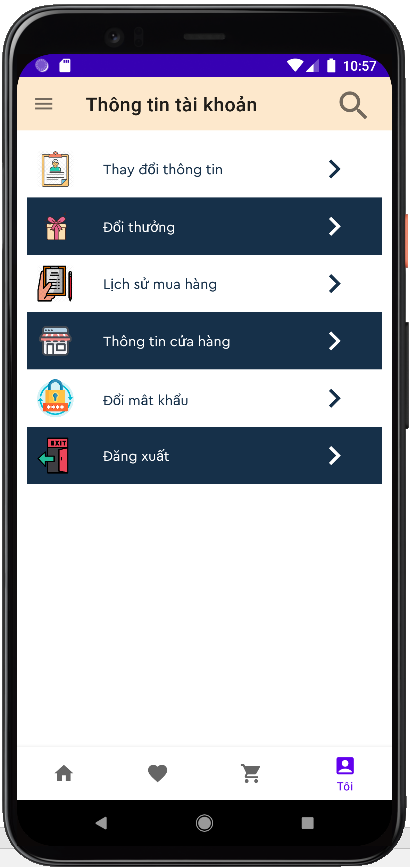 10:57
Thông tin tài khoản
Thay đổi thông tin
Đổi thưởng
Lịch sử mua hàng
Thông tin cửa hàng
Đổi mât khẩu
EXIT
Đăng xuất
Tôi